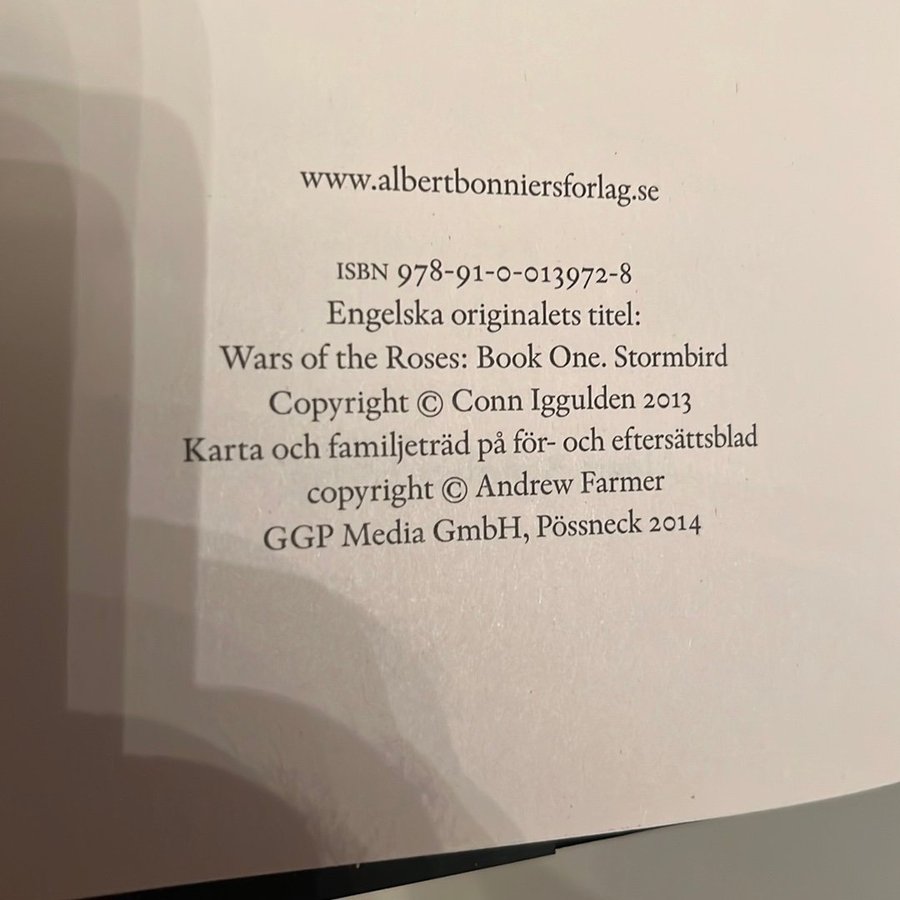 www.albertbonniersforlag.se
ISBN 978-91-0-013972-8
Engelska originalets titel:
Wars of the Roses: Book One. Stormbird
Copyright © Conn Iggulden 2013
Karta och familjeträd på för- och eftersättsblad
copyright © Andrew Farmer
GGP Media GmbH, Pössneck 2014